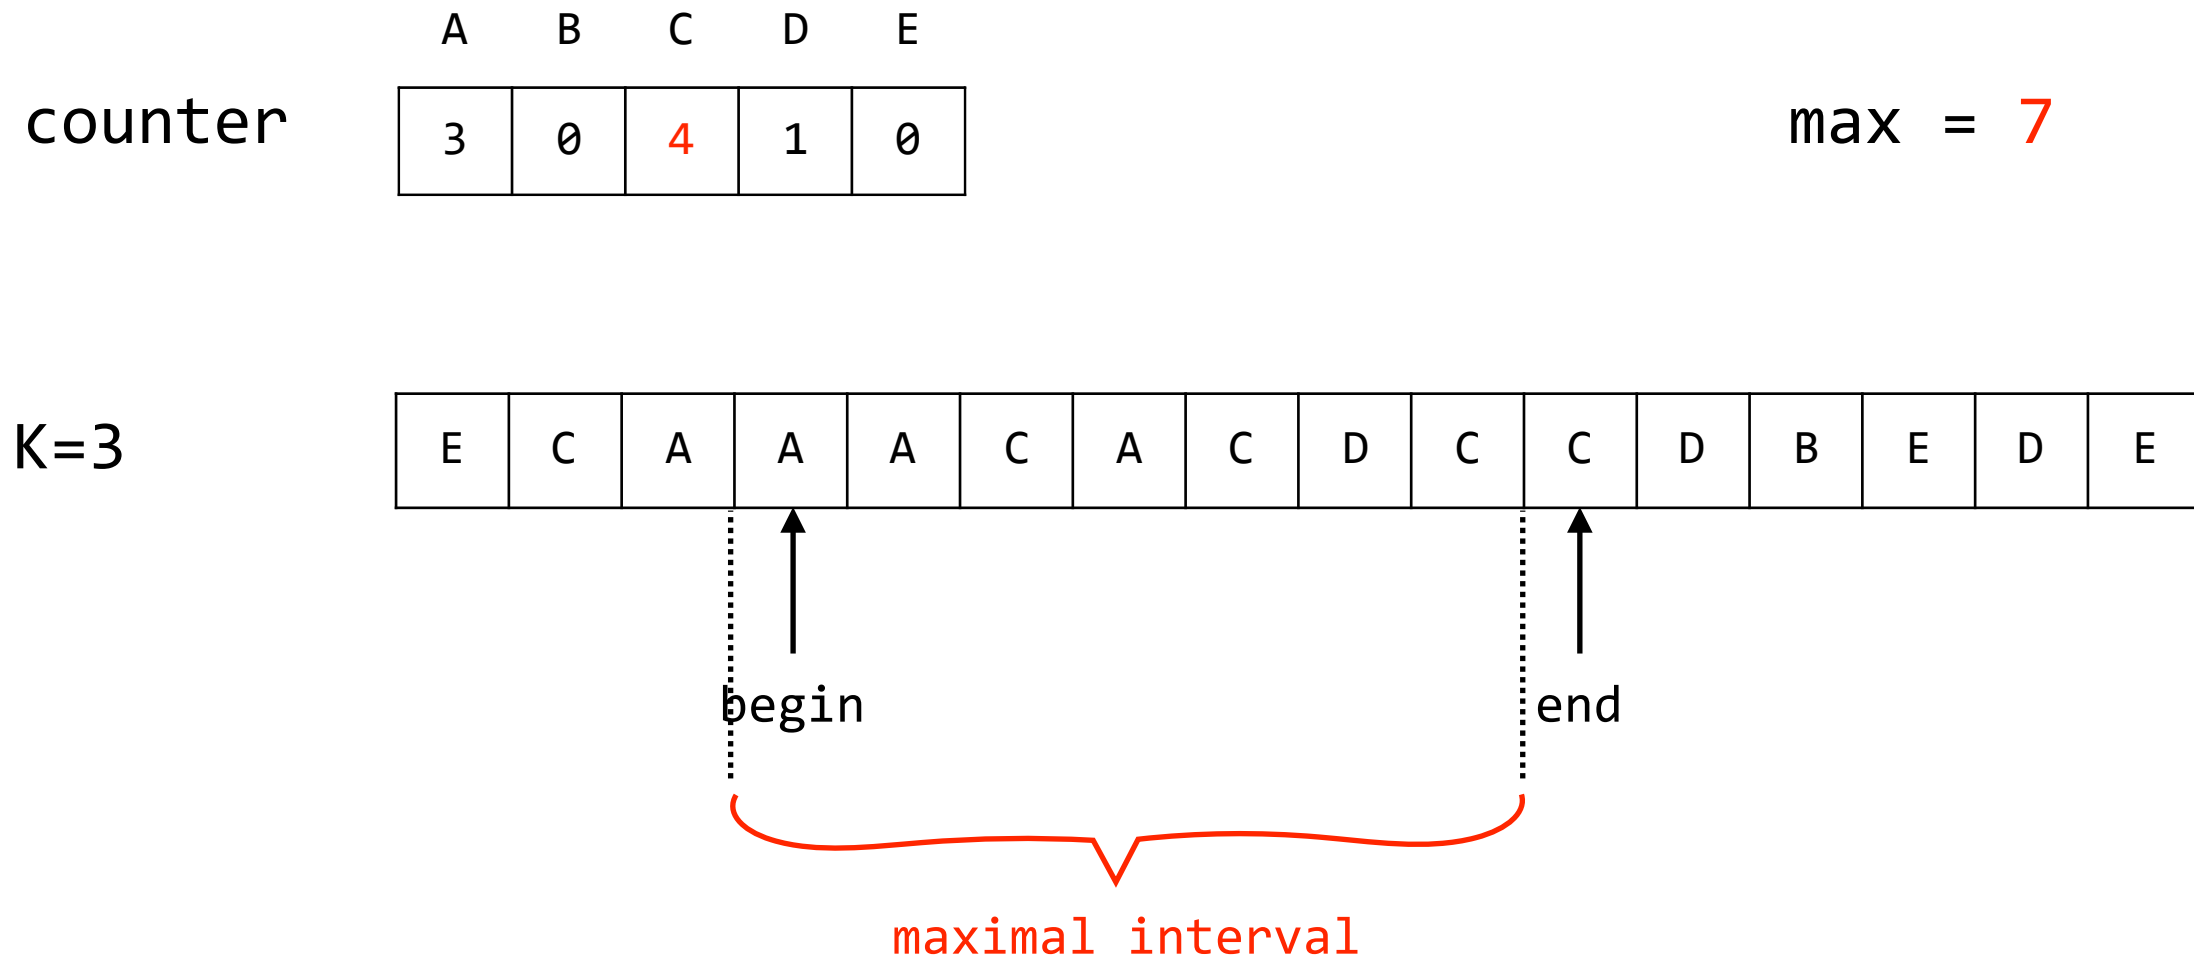 A B C D E
counter 3 0 4 1 0 max = 7
K=3 E C A A A C A C D C C D B E D E
begin end
maximal interval